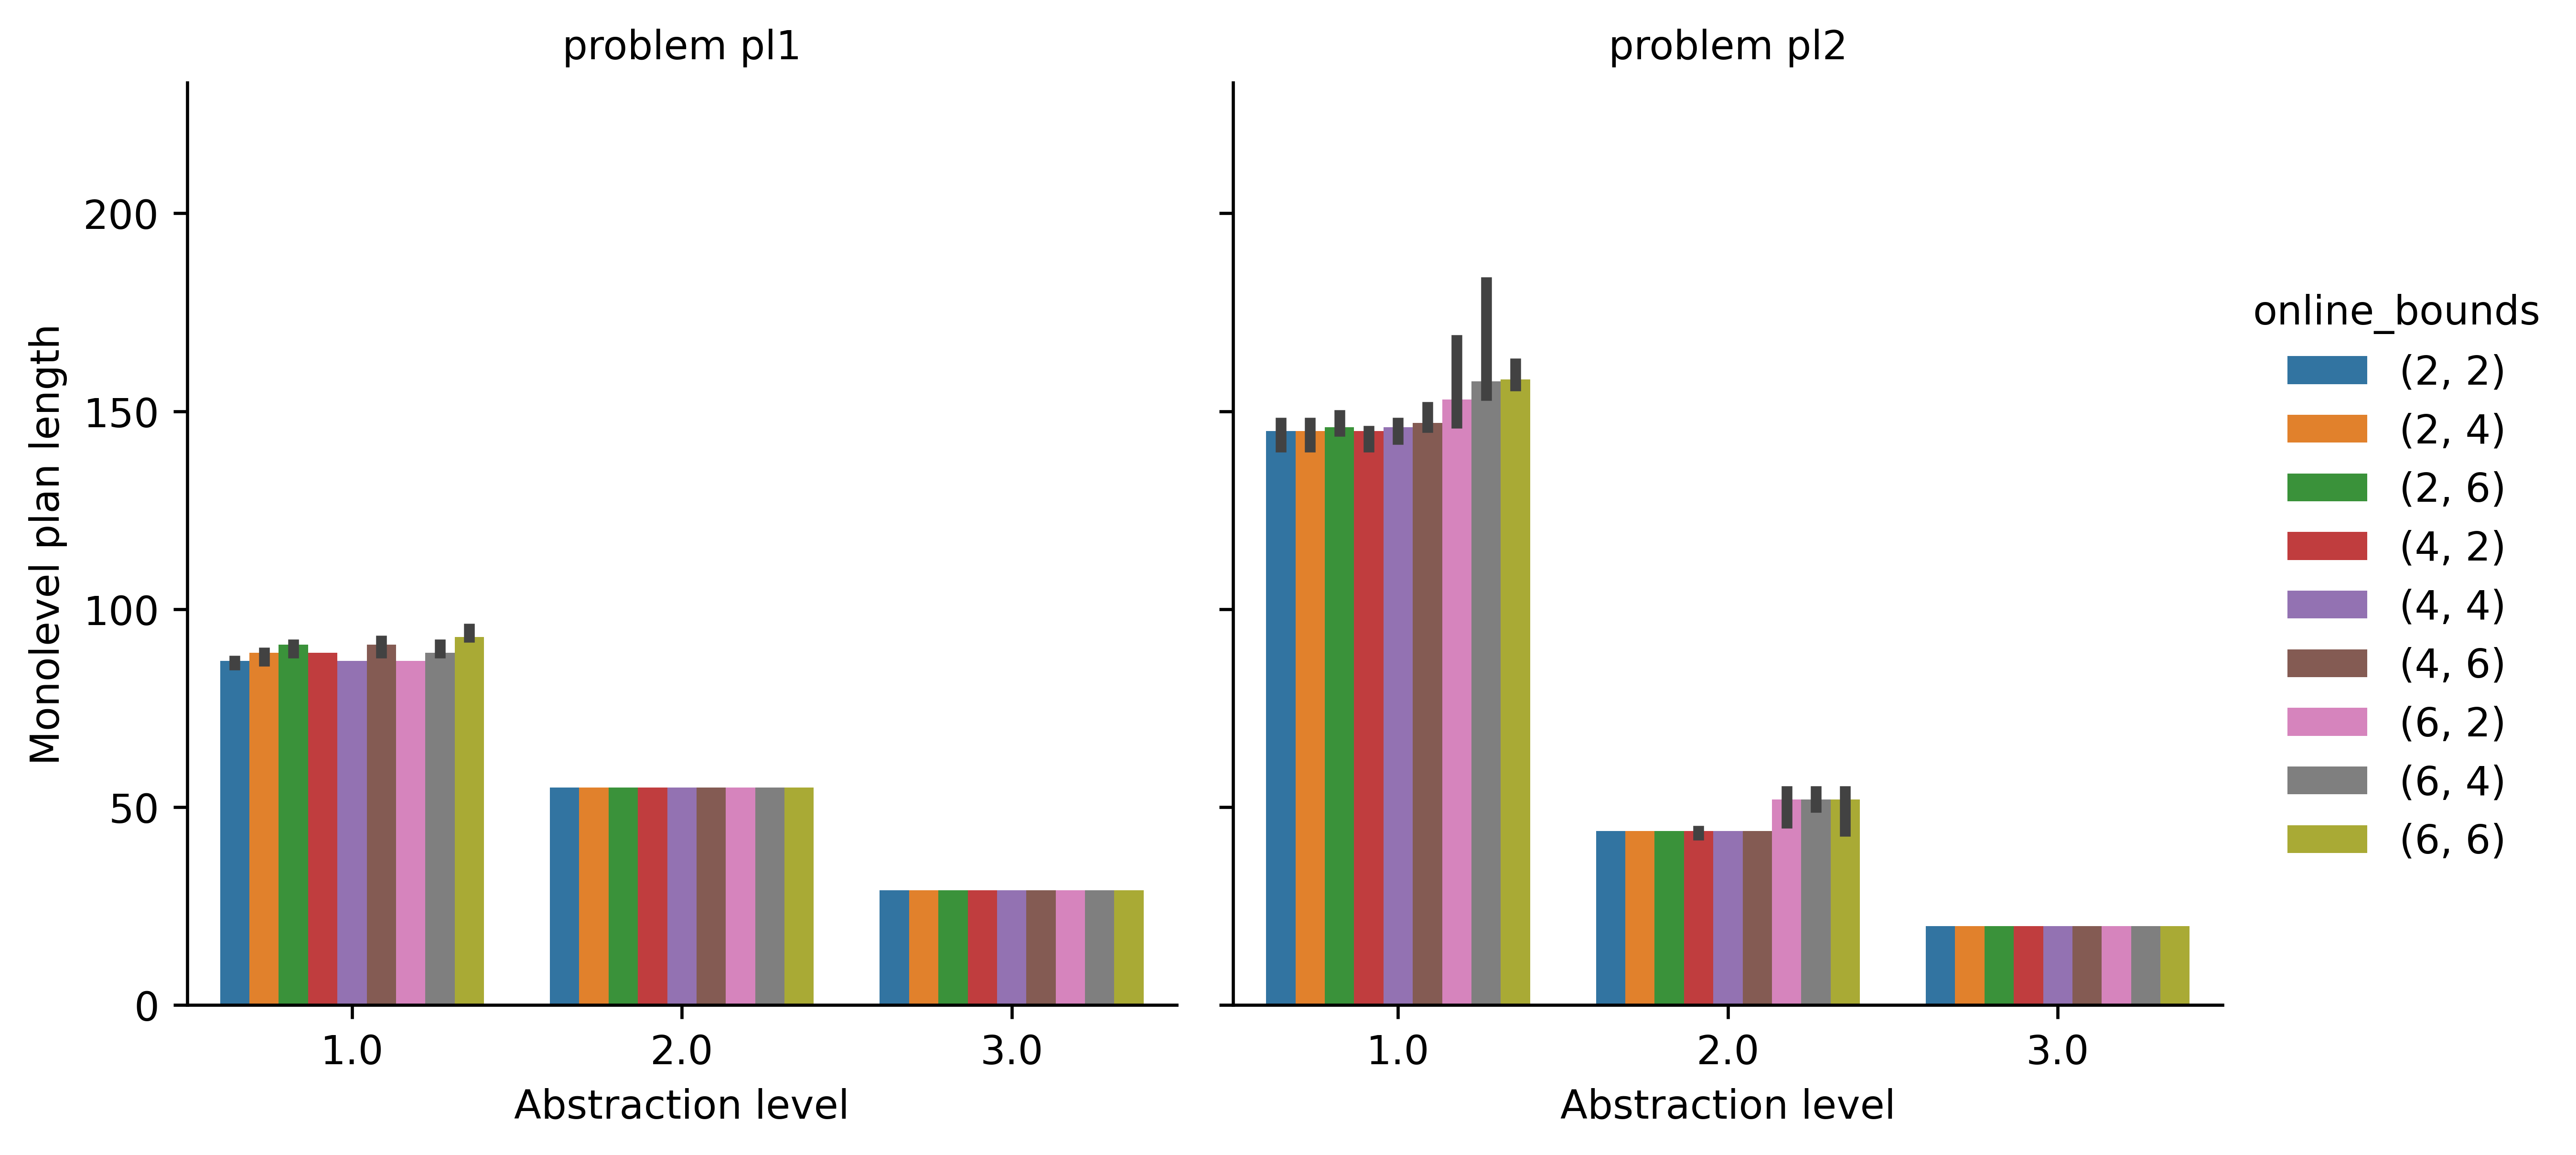 problem pl1
problem pl2
Monolevel plan length
200
150
100
50
0
1.0 2.0 3.0
Abstraction level
1.0 2.0 3.0
Abstraction level
online_bounds
(2, 2)
(2, 4)
(2, 6)
(4, 2)
(4, 4)
(4, 6)
(6, 2)
(6, 4)
(6, 6)